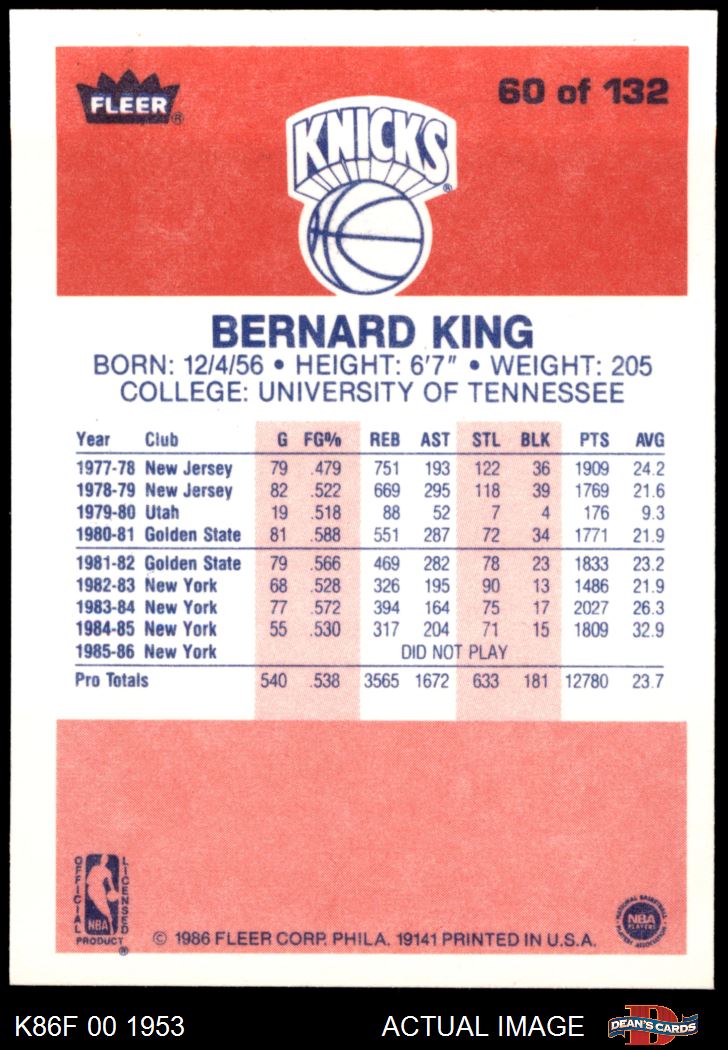 FLEER®
60 of 132
KNICKS®
BERNARD KING
BORN: 12/4/56 • HEIGHT: 6'7" • WEIGHT: 205
COLLEGE: UNIVERSITY OF TENNESSEE
Year Club G FG% REB AST STL BLK PTS AVG
1977-78 New Jersey 79 .479 751 193 122 36 1909 24.2
1978-79 New Jersey 82 .522 669 295 118 39 1769 21.6
1979-80 Utah 19 .518 88 52 7 4 176 9.3
1980-81 Golden State 81 .588 551 287 72 34 1771 21.9
1981-82 Golden State 79 .566 469 282 78 23 1833 23.2
1982-83 New York 68 .528 326 195 90 13 1486 21.9
1983-84 New York 77 .572 394 164 75 17 2027 26.3
1984-85 New York 55 .530 317 204 71 15 1809 32.9
1985-86 New York DID NOT PLAY
Pro Totals 540 .538 3565 1672 633 181 12780 23.7
OFFICIAL
LICENSED
NBA
PRODUCT®
© 1986 FLEER CORP. PHILA. 19141 PRINTED IN U.S.A.
NATIONAL BASKETBALL
NBA
PLAYERS
PLAYERS ASSOCIATION
K86F 00 1953
ACTUAL IMAGE
D
DEAN'S CARDS